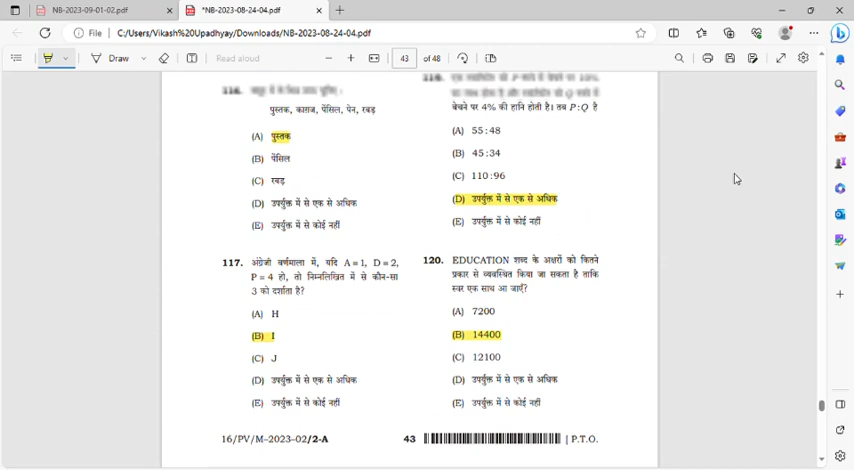 NB-2023-09-01-02.pdf
*NB-2023-08-24-04.pdf
File
C:/Users/Vikash%20Upadhyay/Downloads/NB-2023-08-24-04.pdf
Draw
Read aloud
43
of 48
116.
पुस्तक, काग़ज, पेंसिल, पेन, रबड़
(A) पुस्तक
(B) पेंसिल
(C) रबड़
(D) उपर्युक्त में से एक से अधिक
(E) उपर्युक्त में से कोई नहीं
117. अंग्रेजी वर्णमाला में, यदि A = 1, D = 2,
P = 4 हो, तो निम्नलिखित में से कौन-सा
3 को दर्शाता है?
(A) H
(B) I
(C) J
(D) उपर्युक्त में से एक से अधिक
(E) उपर्युक्त में से कोई नहीं
बेचने पर 4% की हानि होती है। तब P : Q है
(A) 55 : 48
(B) 45 : 34
(C) 110 : 96
(D) उपर्युक्त में से एक से अधिक
(E) उपर्युक्त में से कोई नहीं
120. EDUCATION शब्द के अक्षरों को कितने
प्रकार से व्यवस्थित किया जा सकता है ताकि
स्वर एक साथ आ जाएँ?
(A) 7200
(B) 14400
(C) 12100
(D) उपर्युक्त में से एक से अधिक
(E) उपर्युक्त में से कोई नहीं
16/PV/M-2023-02/2-A
43
[ P.T.O.